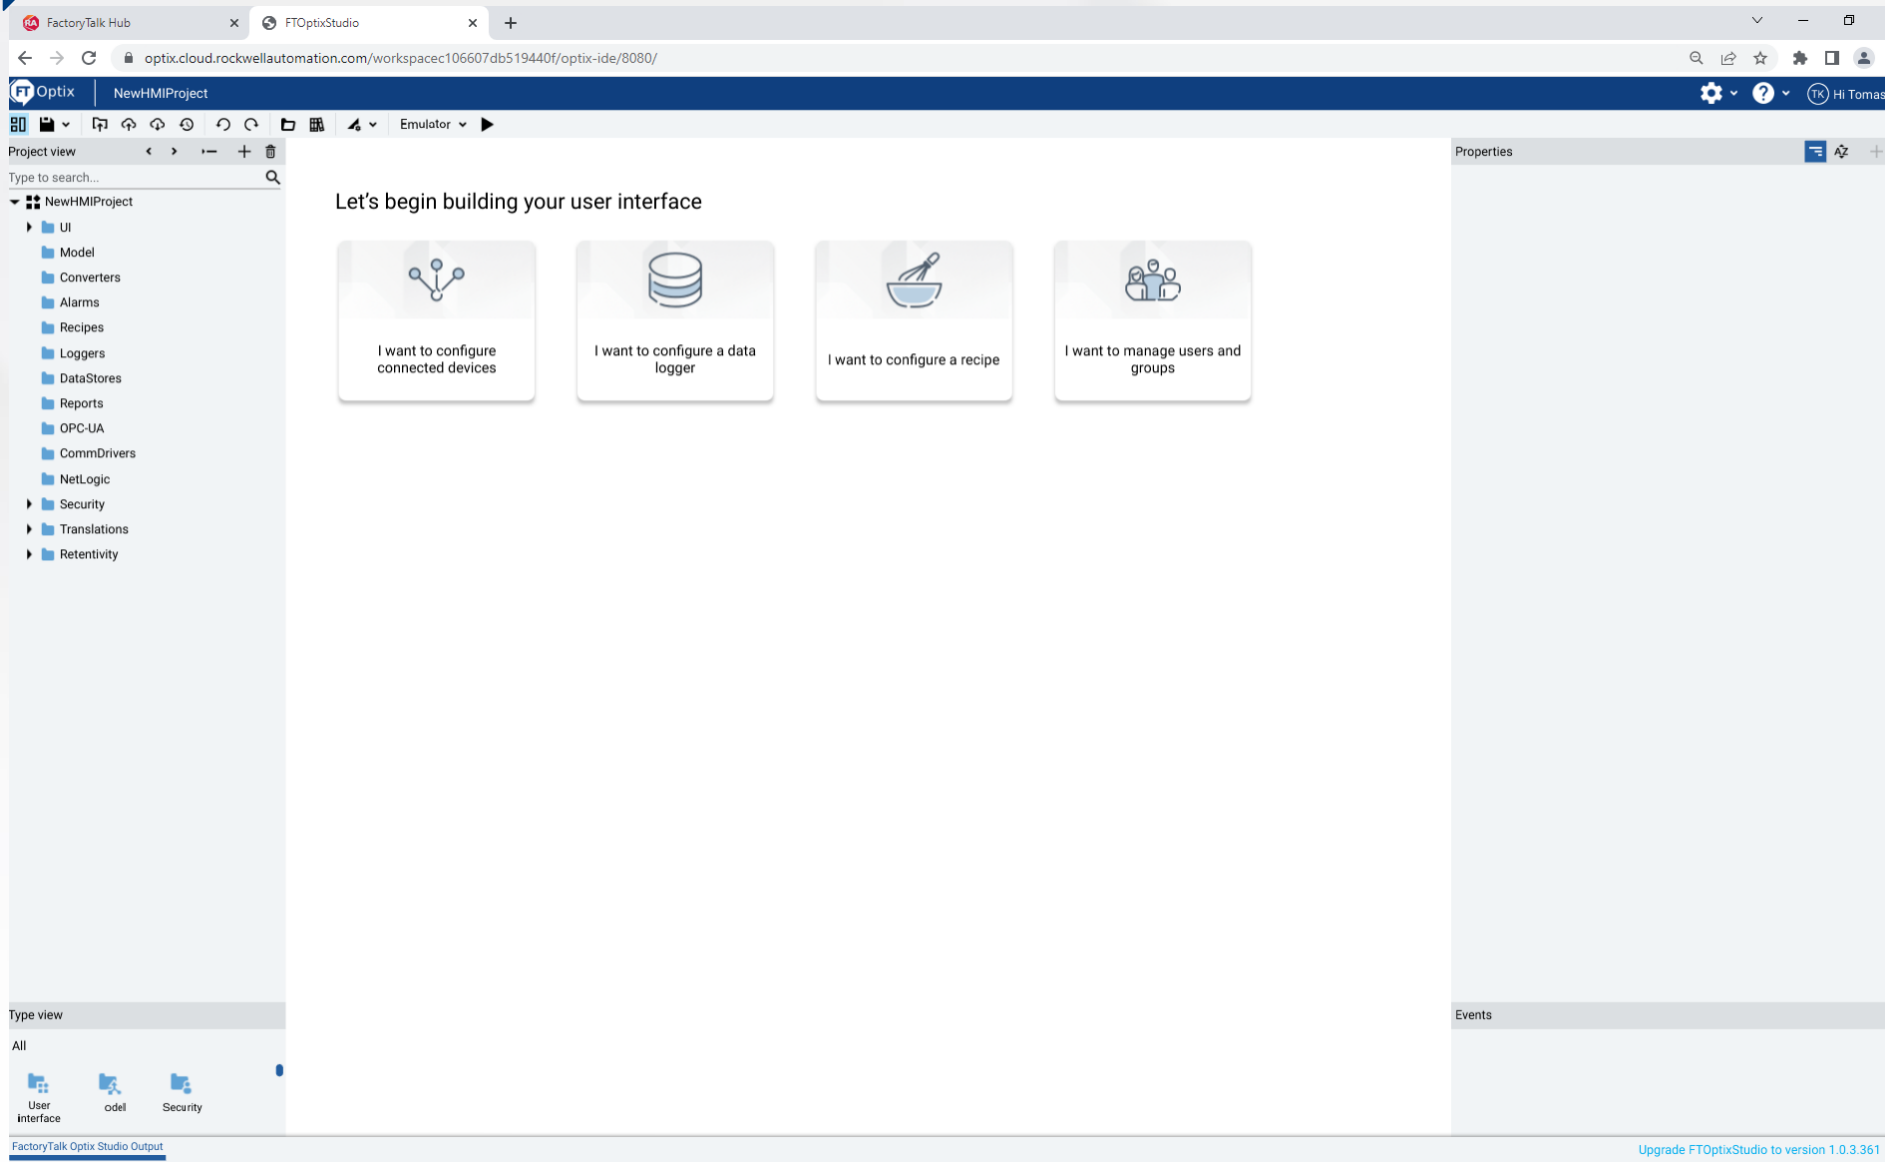 FactoryTalk Hub
FTOptixStudio
optix.cloud.rockwellautomation.com/workspacec106607db519440f/optix-ide/8080/
FT Optix
NewHMIProject
TK Hi Tomas
Emulator
Project view
Properties
AZ
Type to search...
NewHMIProject
UI
Model
Converters
Alarms
Recipes
Loggers
DataStores
Reports
OPC-UA
CommDrivers
NetLogic
Security
Translations
Retentivity
Let's begin building your user interface
I want to configure
connected devices
I want to configure a data
logger
I want to configure a recipe
I want to manage users and
groups
Type view
All
User
interface
odel
Security
Events
FactoryTalk Optix Studio Output
Upgrade FTOptixStudio to version 1.0.3.361